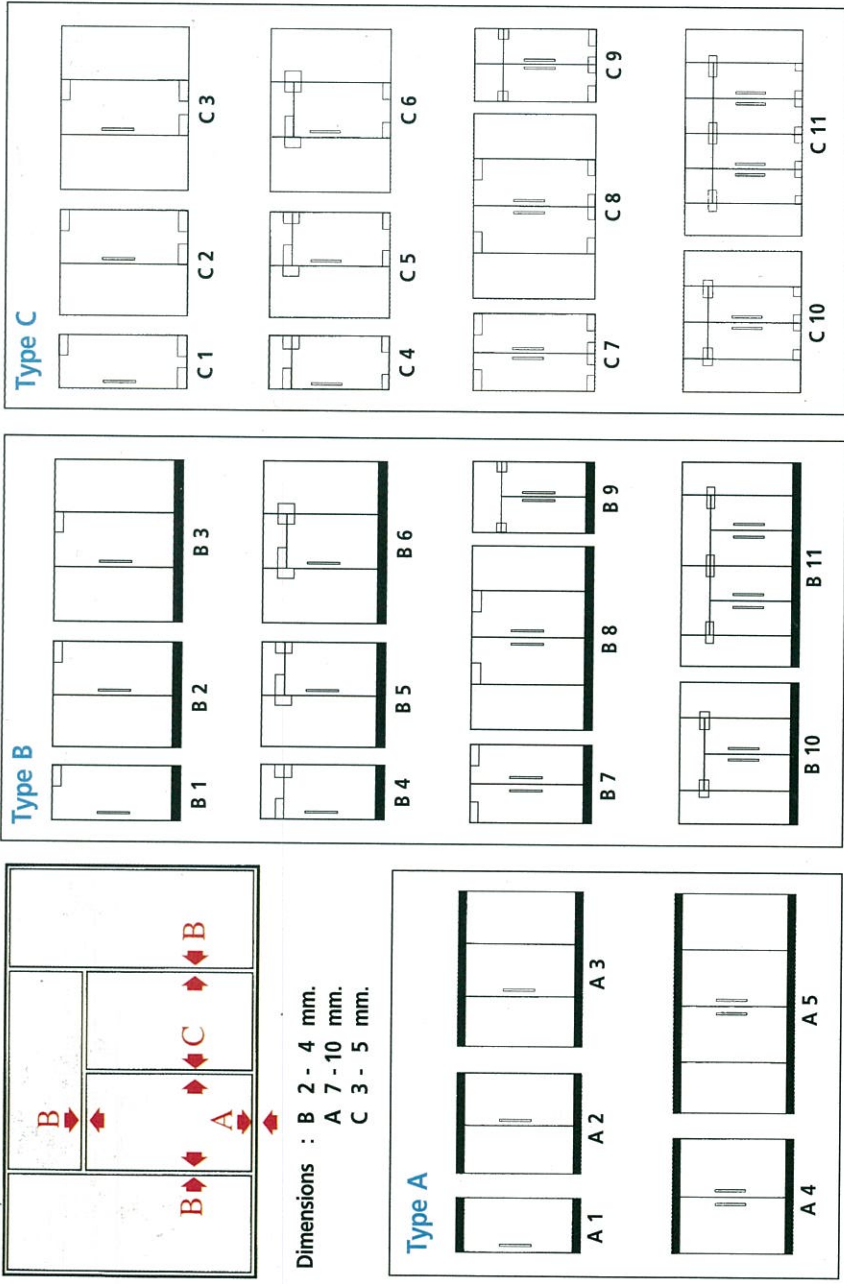 B
B
C
B
A
Dimensions : B 2 - 4 mm.
A 7 - 10 mm.
C 3 - 5 mm.
Type A
A 1
A 2
A 3
A 4
A 5
Type B
B 1
B 2
B 3
B 4
B 5
B 6
B 7
B 8
B 9
B 10
B 11
Type C
C 1
C 2
C 3
C 4
C 5
C 6
C 7
C 8
C 9
C 10
C 11